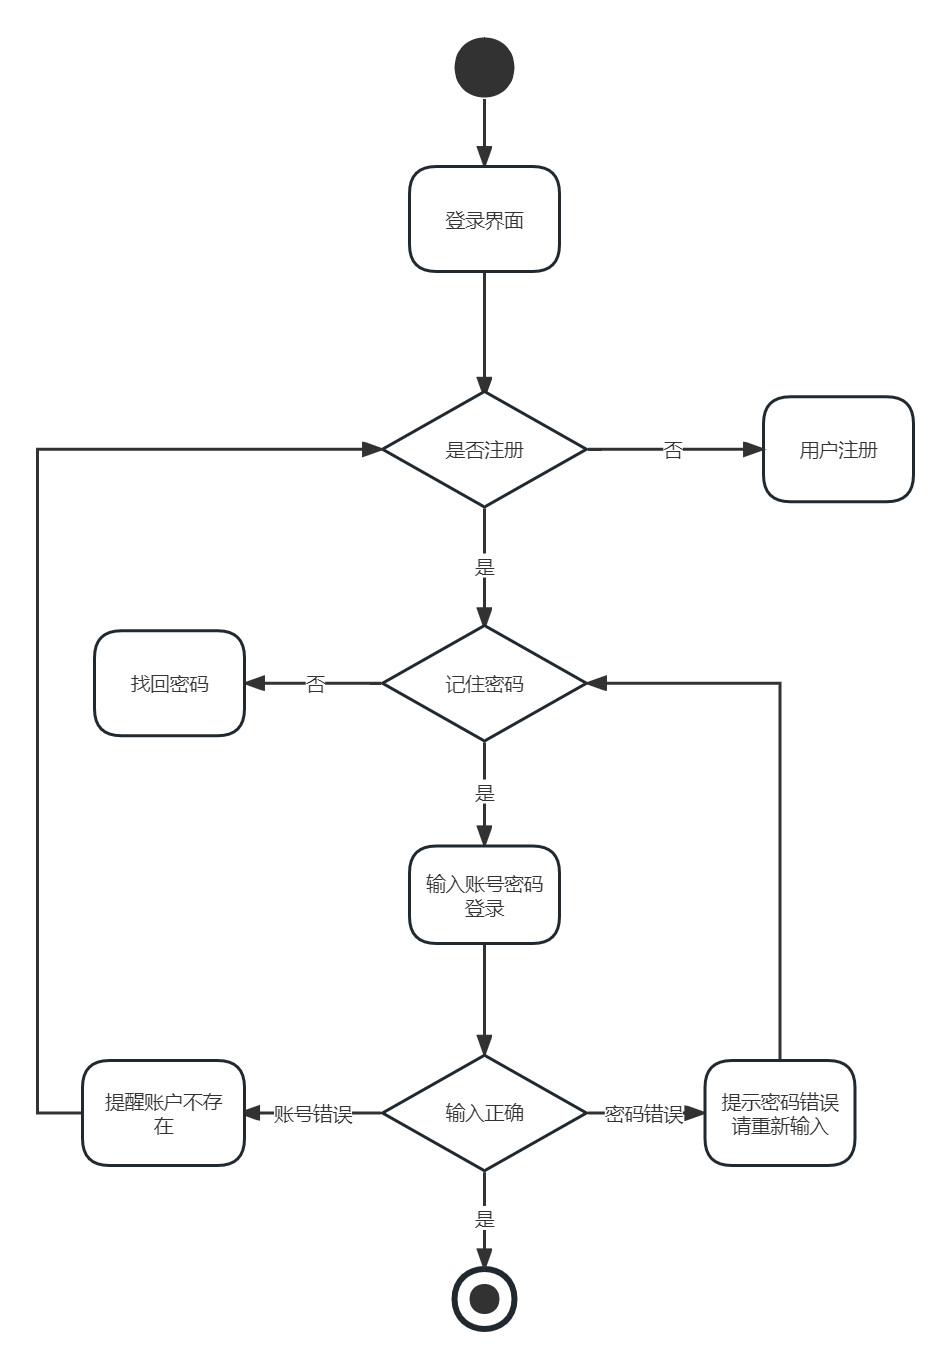 登录界面
是否注册
否
用户注册
是
找回密码
否
记住密码
是
输入账号密码
登录
提醒账户不存
在
账号错误
输入正确
密码错误
提示密码错误
请重新输入
是